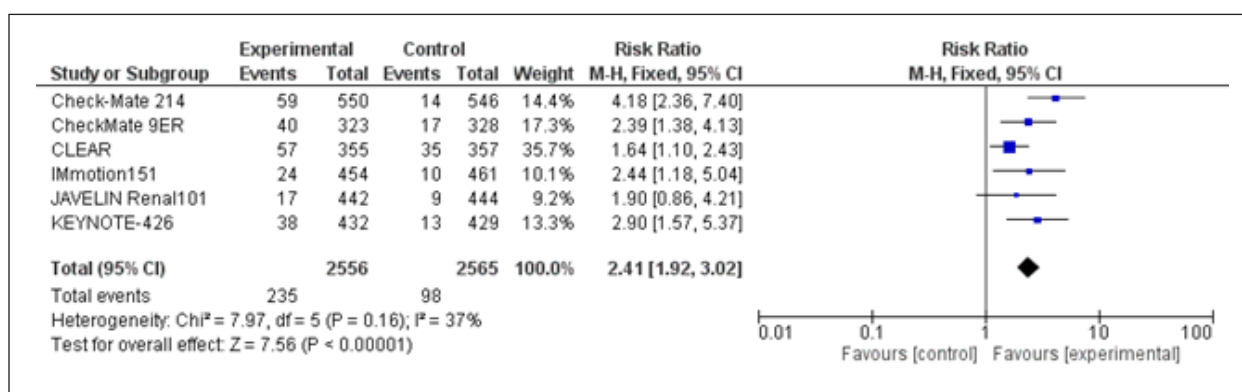 Experimental Control Risk Ratio Risk Ratio
Study or Subgroup Events Total Events Total Weight M-H, Fixed, 95% CI M-H, Fixed, 95% CI
Check-Mate 214 59 550 14 546 14.4% 4.18 [2.36, 7.40]
CheckMate 9ER 40 323 17 328 17.3% 2.39 [1.38, 4.13]
CLEAR 57 355 35 357 35.7% 1.64 [1.10, 2.43]
IMmotion151 24 454 10 461 10.1% 2.44 [1.18, 5.04]
JAVELIN Renal101 17 442 9 444 9.2% 1.90 [0.86, 4.21]
KEYNOTE-426 38 432 13 429 13.3% 2.90 [1.57, 5.37]
Total (95% CI) 2556 2565 100.0% 2.41 [1.92, 3.02]
Total events 235 98
Heterogeneity: Chi² = 7.97, df = 5 (P = 0.16); I² = 37%
Test for overall effect: Z = 7.56 (P < 0.00001)
0.01 0.1 1 10 100
Favours [control] Favours [experimental]